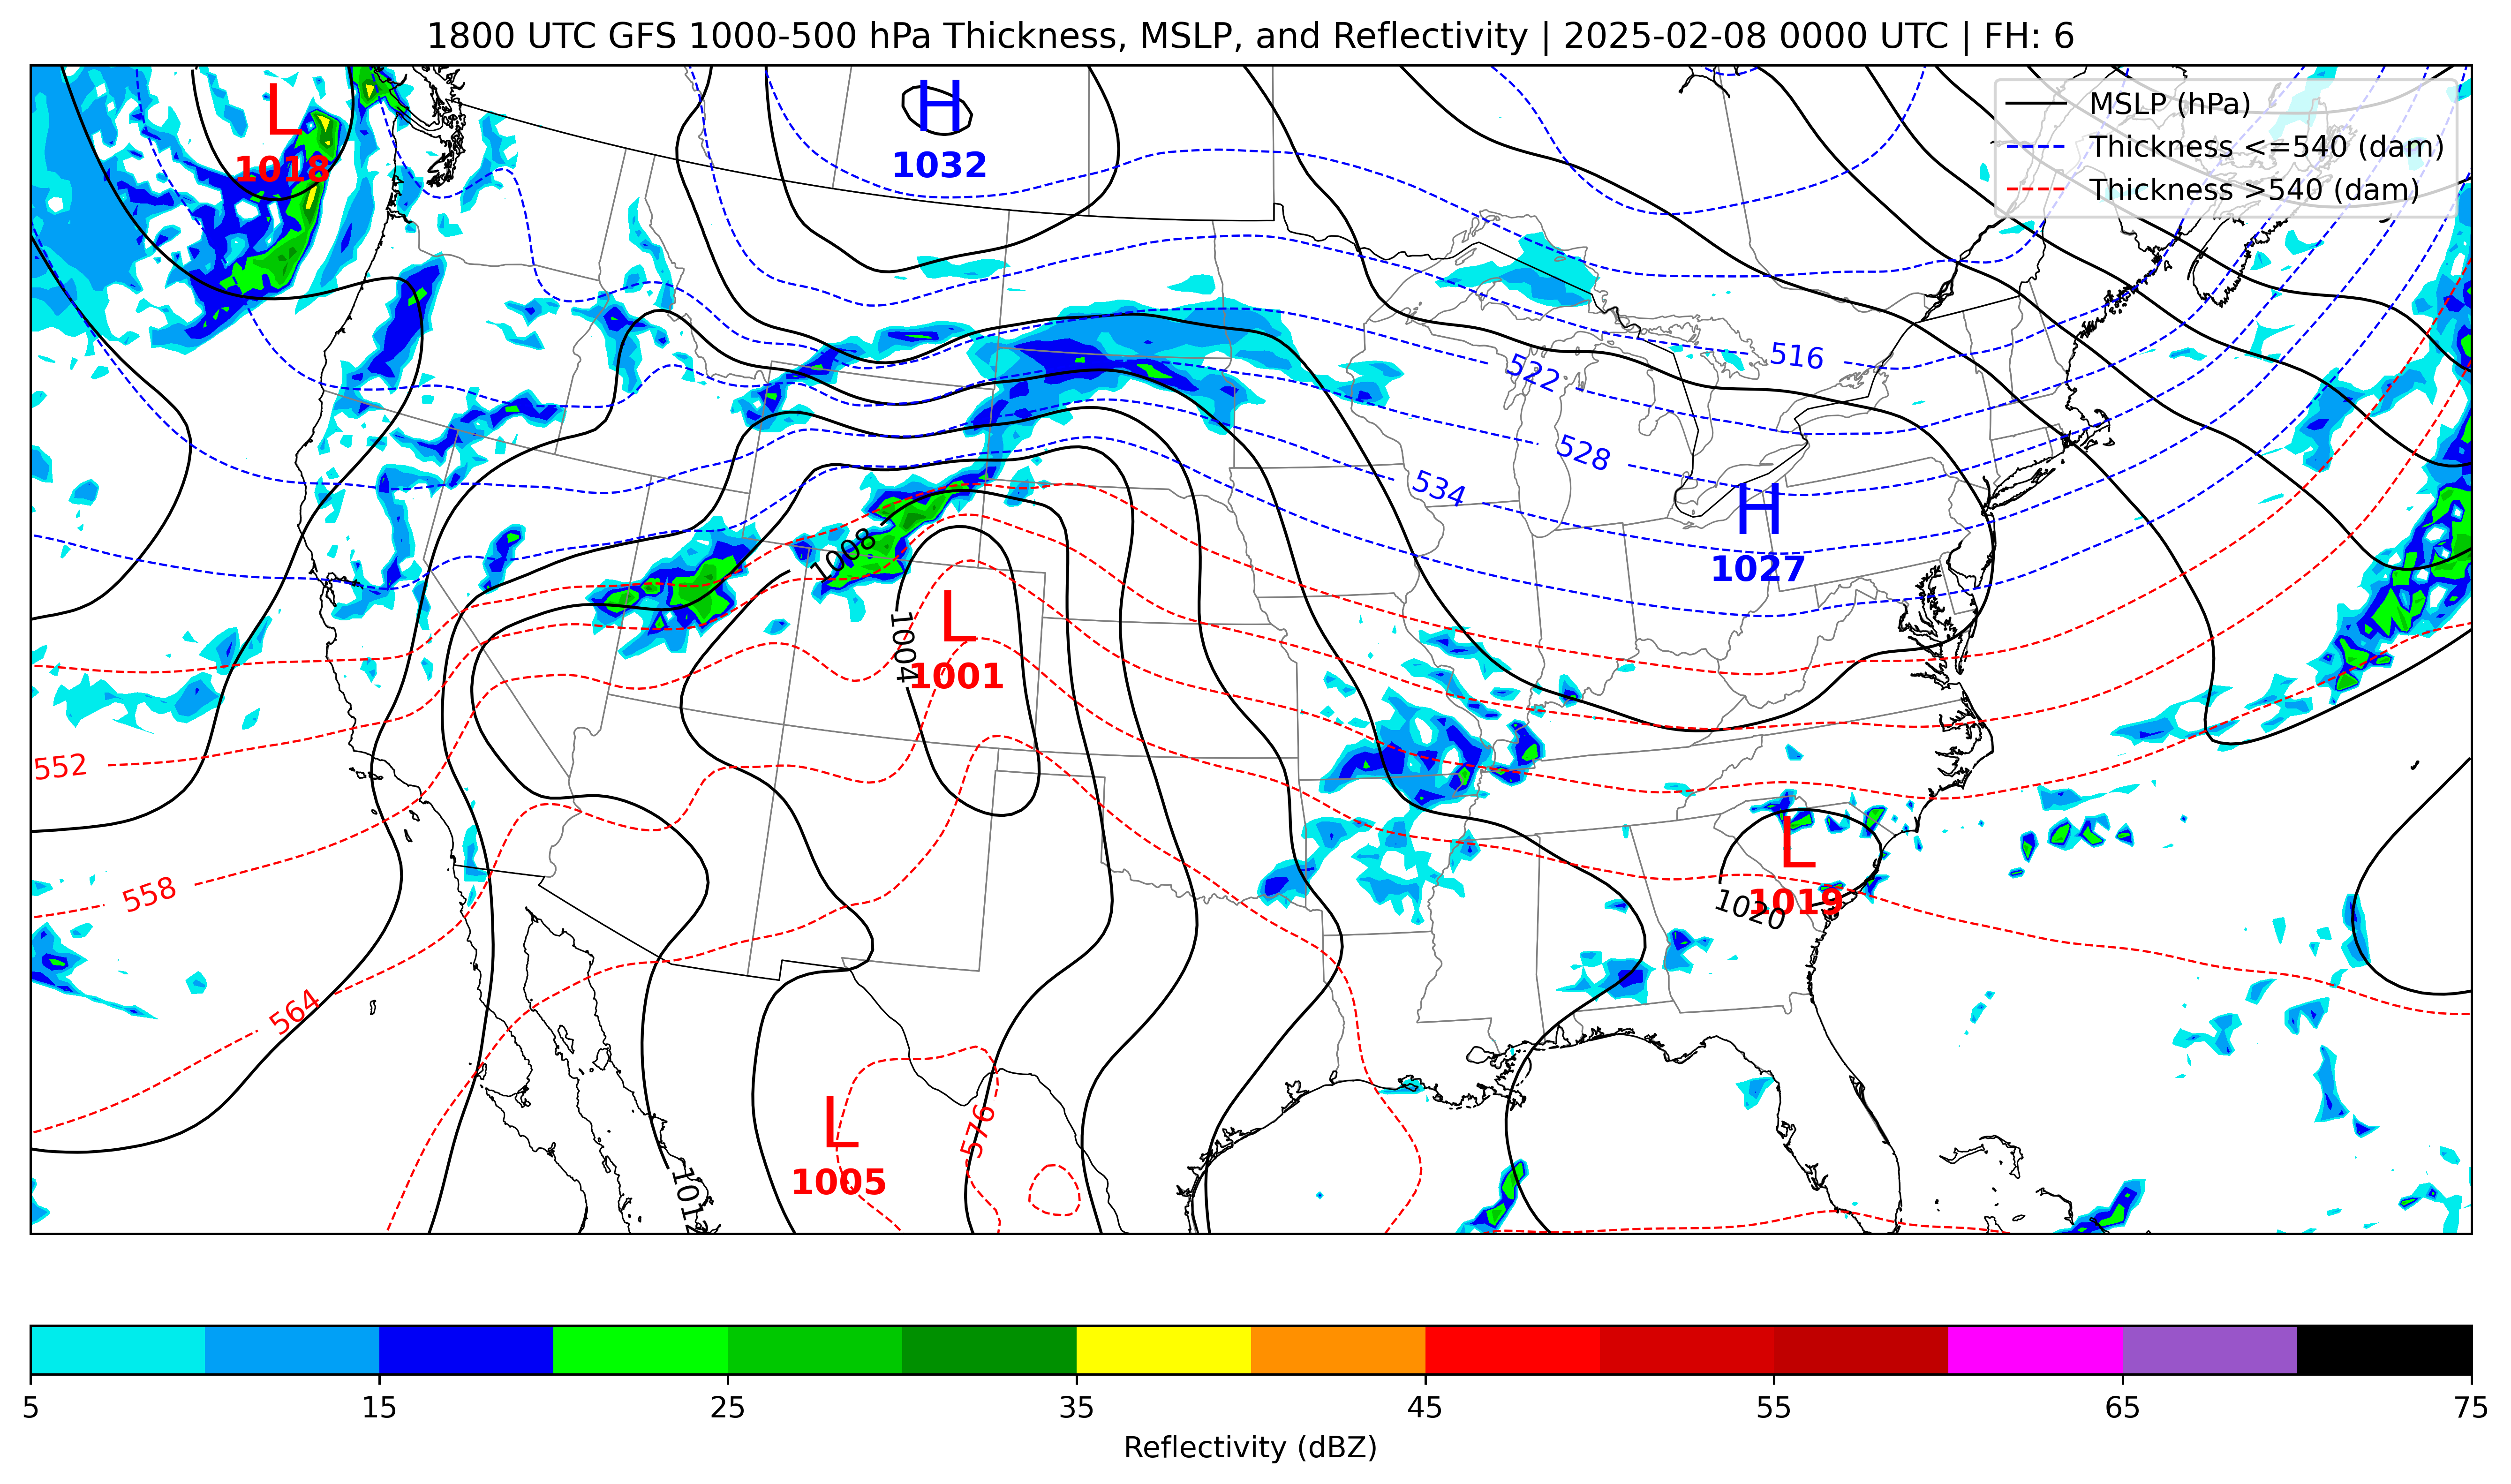 1800 UTC GFS 1000-500 hPa Thickness, MSLP, and Reflectivity | 2025-02-08 0000 UTC | FH: 6
MSLP (hPa)
Thickness <=540 (dam)
Thickness >540 (dam)
L
1018
H
1032
516
522
528
534
H
1027
1008
1004
L
1001
552
558
564
L
1019
1020
L
1005
576
1012
5 15 25 35 45 55 65 75
Reflectivity (dBZ)